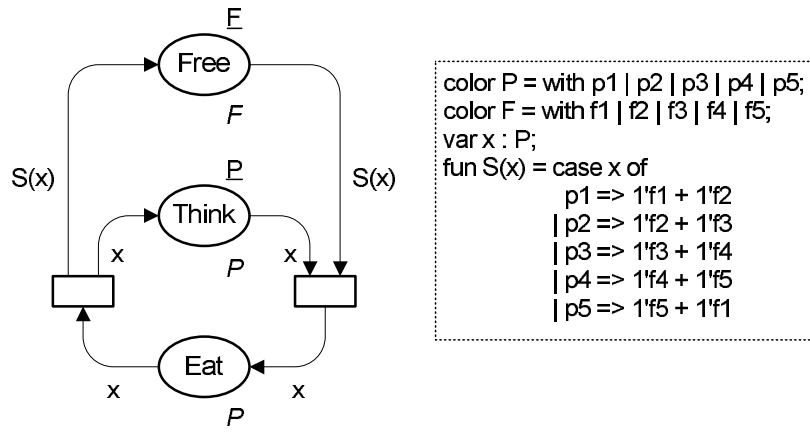 F
Free
F
S(x)
S(x)
P
Think
x
x
P
Eat
x
x
P
color P = with p1 | p2 | p3 | p4 | p5;
color F = with f1 | f2 | f3 | f4 | f5;
var x : P;
fun S(x) = case x of
p1 => 1'f1 + 1'f2
| p2 => 1'f2 + 1'f3
| p3 => 1'f3 + 1'f4
| p4 => 1'f4 + 1'f5
| p5 => 1'f5 + 1'f1